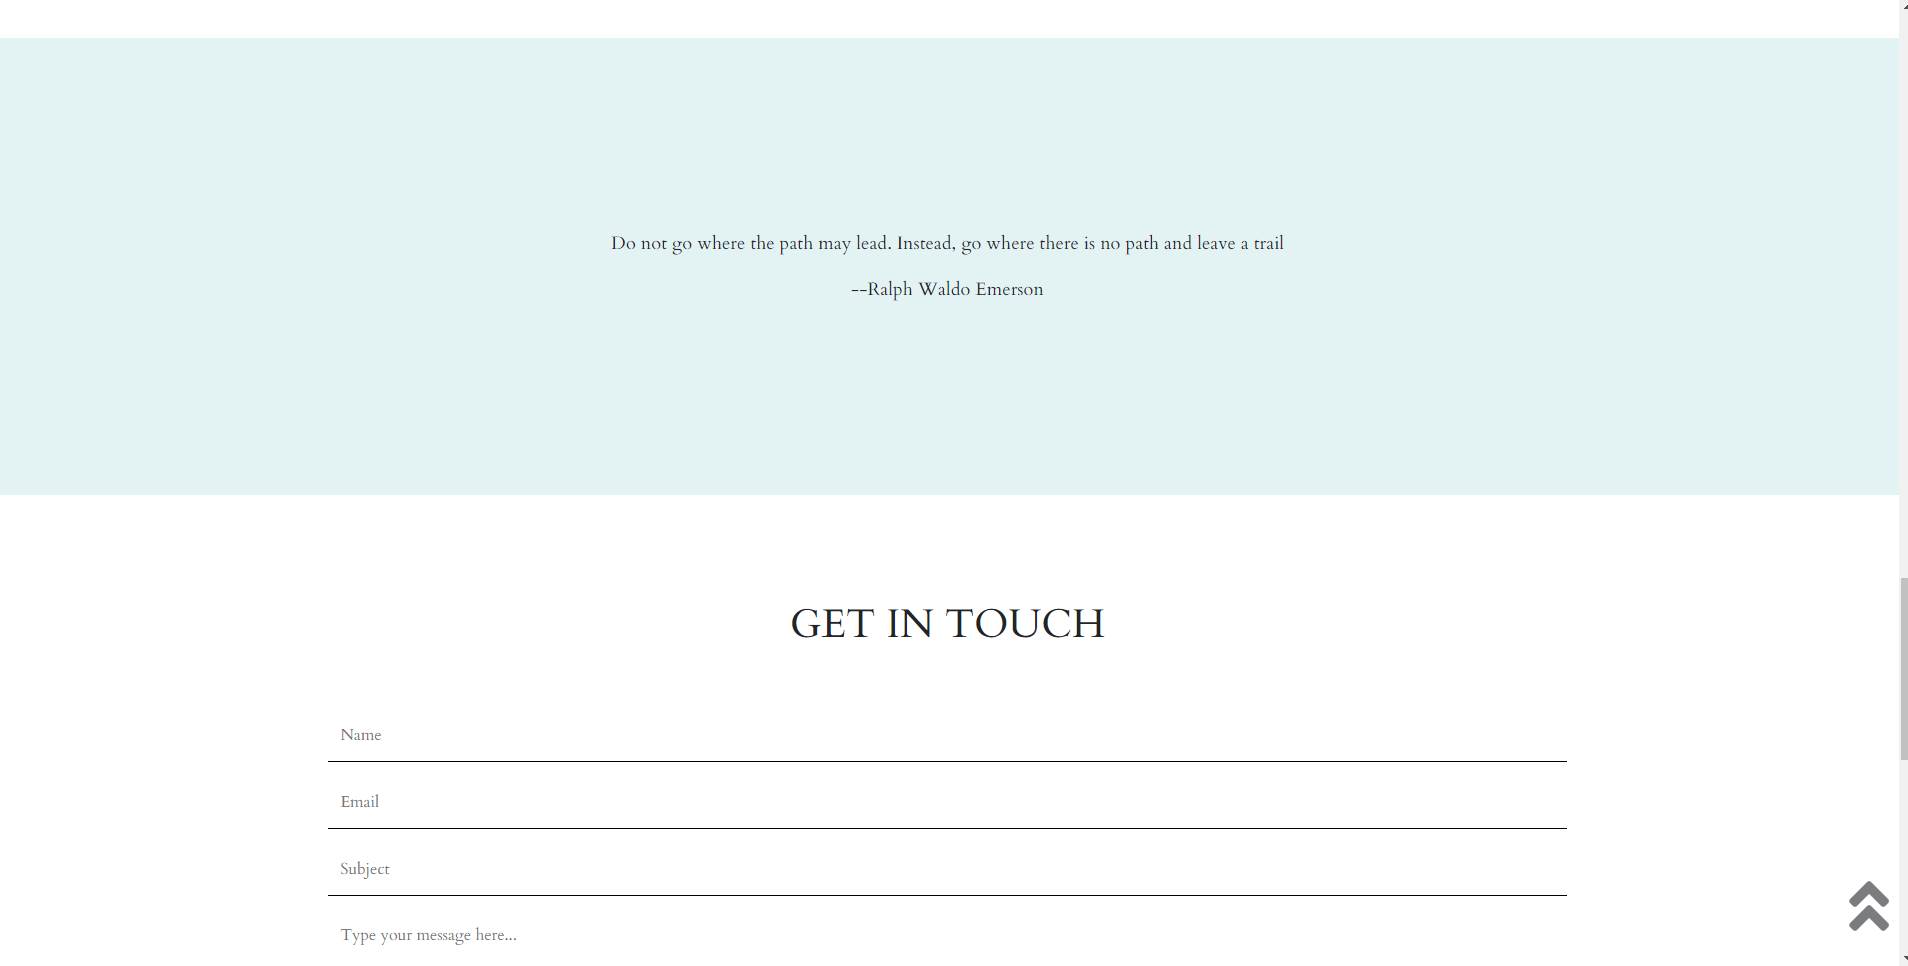 Do not go where the path may lead. Instead, go where there is no path and leave a trail
--Ralph Waldo Emerson
GET IN TOUCH
Name
Email
Subject
Type your message here...